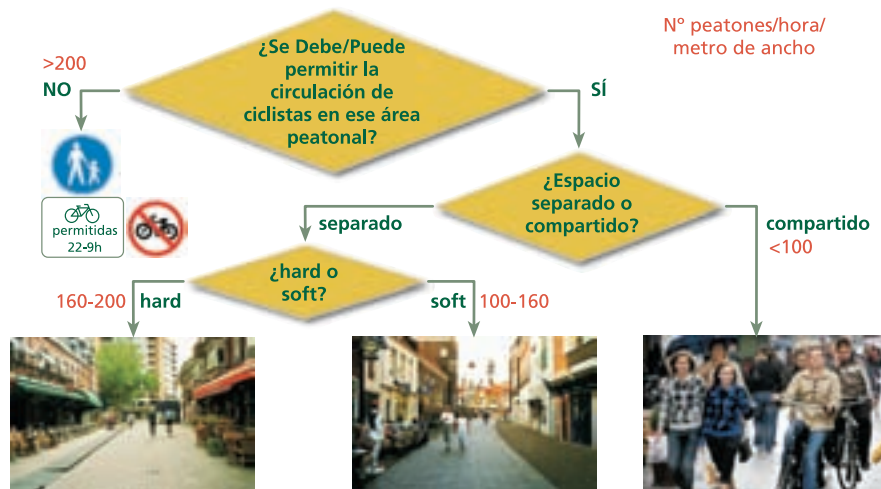 Nº peatones/hora/
metro de ancho
¿Se Debe/Puede
permitir la
circulación de
ciclistas en ese área
peatonal?
>200
NO
SÍ
permitidas
22-9h
¿Espacio
separado o
compartido?
separado
compartido
<100
¿hard o
soft?
160-200 hard
soft 100-160